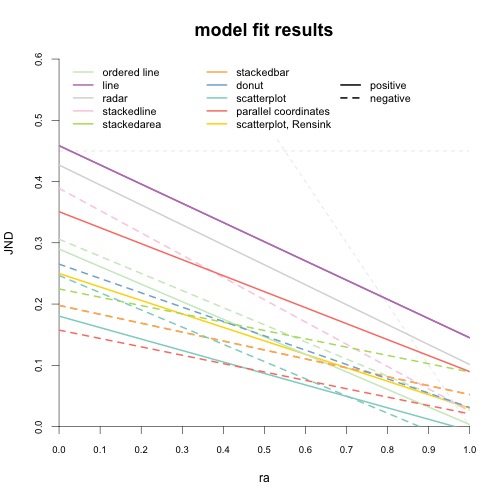 model fit results
ordered line
line
radar
stackedline
stackedarea
stackedbar
donut
scatterplot
parallel coordinates
scatterplot, Rensink
positive
negative
JND
0.6
0.5
0.4
0.3
0.2
0.1
0.0
0.0 0.1 0.2 0.3 0.4 0.5 0.6 0.7 0.8 0.9 1.0
ra